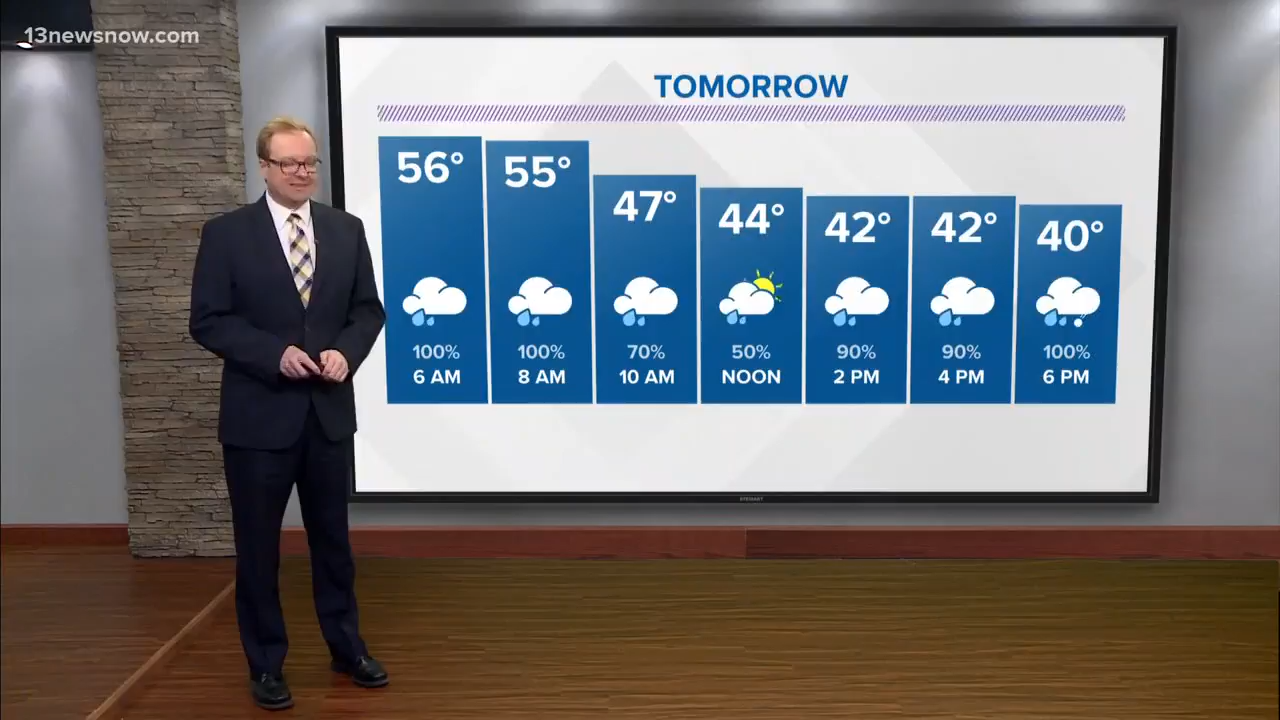 13newsnow.com
TOMORROW
56° 55° 47° 44° 42° 42° 40°
100% 100% 70% 50% 90% 90% 100%
6 AM 8 AM 10 AM NOON 2 PM 4 PM 6 PM
STEWART